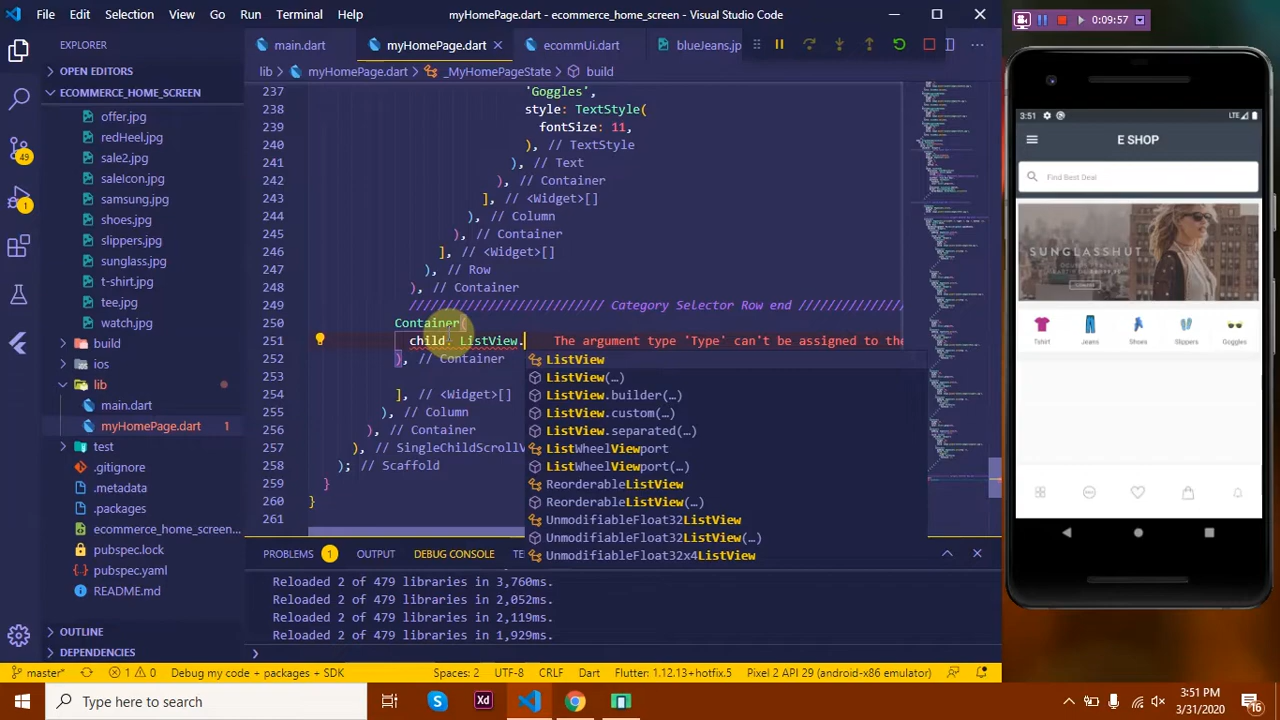 File Edit Selection View Go Run Terminal Help
myHomePage.dart - ecommerce_home_screen - Visual Studio Code
0:09:57
EXPLORER
OPEN EDITORS
ECOMMERCE_HOME_SCREEN
offer.jpg
redHeel.jpg
sale2.jpg
saleIcon.jpg
samsung.jpg
shoes.jpg
slippers.jpg
sunglass.jpg
t-shirt.jpg
tee.jpg
watch.jpg
build
ios
lib
main.dart
myHomePage.dart 1
test
.gitignore
.metadata
.packages
ecommerce_home_screen...
pubspec.lock
pubspec.yaml
README.md
OUTLINE
DEPENDENCIES
49
1
main.dart
myHomePage.dart
ecommUi.dart
blueJeans.jp
lib > myHomePage.dart > _MyHomePageState > build
237 'Goggles',
238 style: TextStyle(
239 fontSize: 11,
240 ), // TextStyle
241 ), // Text
242 ), // Container
243 ], // <Widget>[]
244 ), // Column
245 ), // Container
246 ], // <Widget>[]
247 ), // Row
248 ), // Container
249 //////////////////////// Category Selector Row end ///////////////
250 Container(
251 child: ListView. The argument type 'Type' can't be assigned to the
252 ), // Container
253
254 ], // <Widget>[]
255 ), // Column
256 ), // Container
257 ), // SingleChildScrollV
258 ); // Scaffold
259 }
260 }
261
ListView
ListView(…)
ListView.builder(…)
ListView.custom(…)
ListView.separated(…)
ListWheelViewport
ListWheelViewport(…)
ReorderableListView
ReorderableListView(…)
UnmodifiableFloat32ListView
UnmodifiableFloat32ListView(…)
UnmodifiableFloat32x4ListView
PROBLEMS 1 OUTPUT DEBUG CONSOLE TE
Reloaded 2 of 479 libraries in 3,760ms.
Reloaded 2 of 479 libraries in 2,052ms.
Reloaded 2 of 479 libraries in 2,119ms.
Reloaded 2 of 479 libraries in 1,929ms.
master* 1 0 Debug my code + packages + SDK Spaces: 2 UTF-8 CRLF Dart Flutter: 1.12.13+hotfix.5 Pixel 2 API 29 (android-x86 emulator)
3:51 LTE
E SHOP
Find Best Deal
SUNGLASSHUT
Tshirt Jeans Shoes Slippers Goggles
Type here to search
Xd
3:51 PM
3/31/2020
16